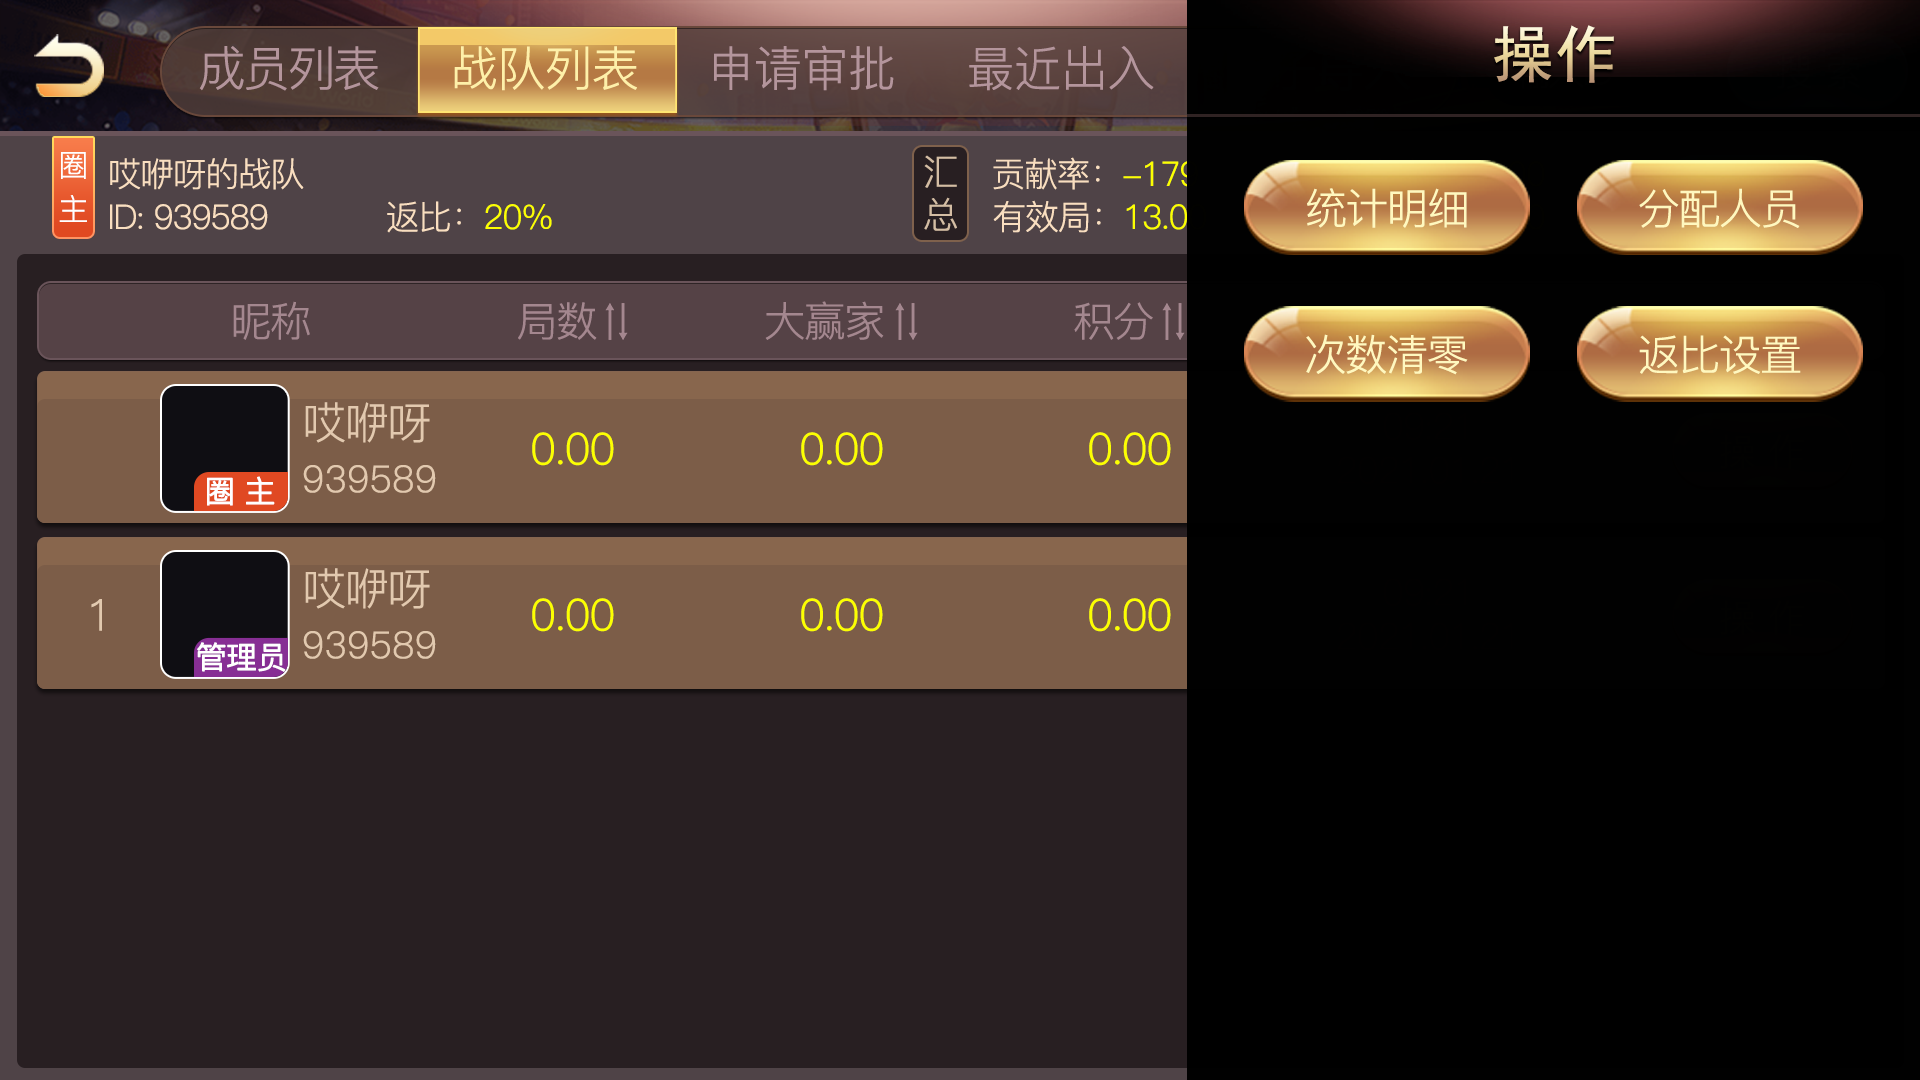 成员列表
战队列表
申请审批
最近出入
操作
圈主
哎咿呀的战队
ID: 939589
返比：20%
汇总
贡献率：-179
有效局：13.0
统计明细
分配人员
次数清零
返比设置
昵称
局数
大赢家
积分
圈主
哎咿呀
939589
0.00
0.00
0.00
1
管理员
哎咿呀
939589
0.00
0.00
0.00